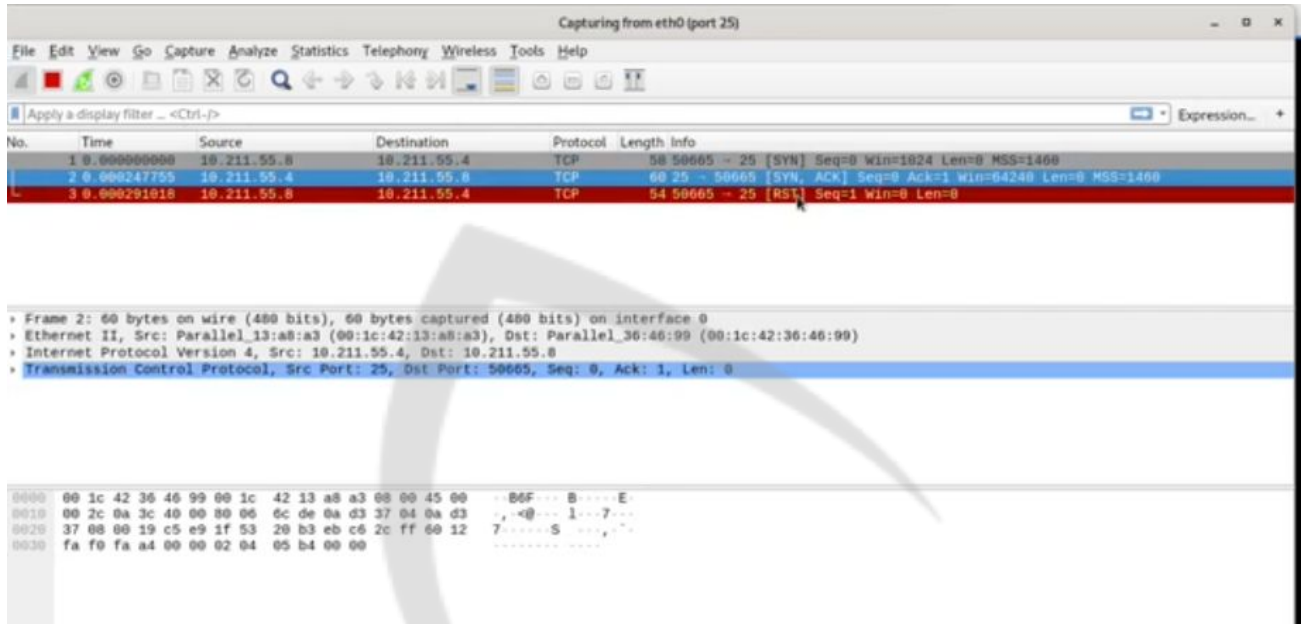 Capturing from eth0 (port 25)
File Edit View Go Capture Analyze Statistics Telephony Wireless Tools Help
Apply a display filter ... <Ctrl-/> Expression... +
No. Time Source Destination Protocol Length Info
1 0.000000000 10.211.55.8 10.211.55.4 TCP 58 50665 → 25 [SYN] Seq=0 Win=1024 Len=0 MSS=1460
2 0.000247755 10.211.55.4 10.211.55.8 TCP 60 25 → 50665 [SYN, ACK] Seq=0 Ack=1 Win=64240 Len=0 MSS=1460
3 0.000291018 10.211.55.8 10.211.55.4 TCP 54 50665 → 25 [RST] Seq=1 Win=0 Len=0
Frame 2: 60 bytes on wire (480 bits), 60 bytes captured (480 bits) on interface 0
Ethernet II, Src: Parallel_13:a8:a3 (00:1c:42:13:a8:a3), Dst: Parallel_36:46:99 (00:1c:42:36:46:99)
Internet Protocol Version 4, Src: 10.211.55.4, Dst: 10.211.55.8
Transmission Control Protocol, Src Port: 25, Dst Port: 50665, Seq: 0, Ack: 1, Len: 0
0000 00 1c 42 36 46 99 00 1c 42 13 a8 a3 08 00 45 00 ··B6F··· B·····E·
0010 00 2c 0a 3c 40 00 80 06 6c de 0a d3 37 04 0a d3 ·,·<@··· l···7···
0020 37 08 00 19 c5 e9 1f 53 20 b3 eb c6 2c ff 60 12 7······S ····,·`·
0030 fa f0 fa a4 00 00 02 04 05 b4 00 00 ········ ····